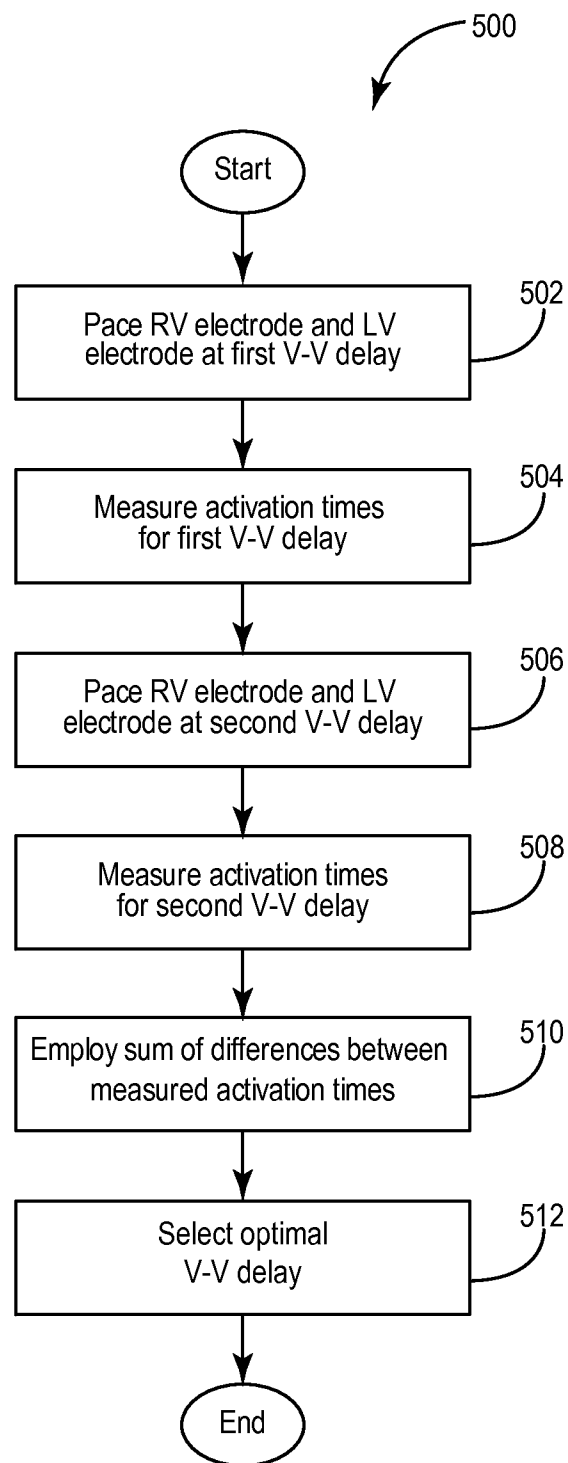 500
Start
502
Pace RV electrode and LV
electrode at first V-V delay
504
Measure activation times
for first V-V delay
506
Pace RV electrode and LV
electrode at second V-V delay
508
Measure activation times
for second V-V delay
510
Employ sum of differences between
measured activation times
512
Select optimal
V-V delay
End